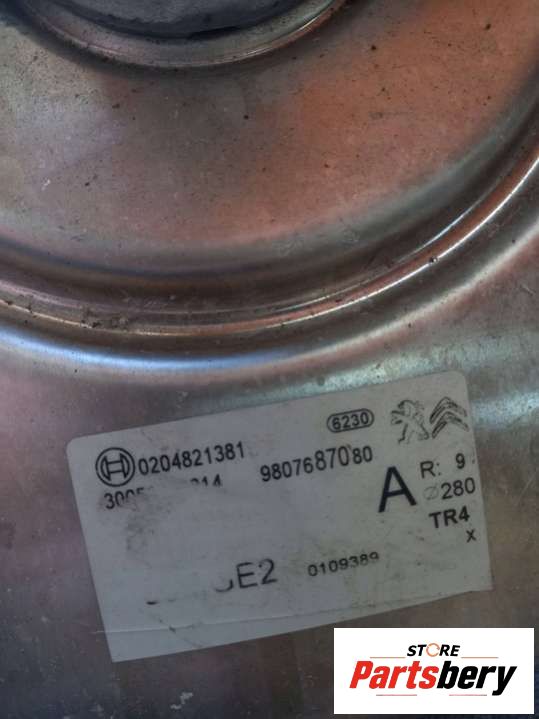 6230
0204821381
9807687080
A
R: 9
⌀280
TR4
x
0109389
STORE
Partsbery